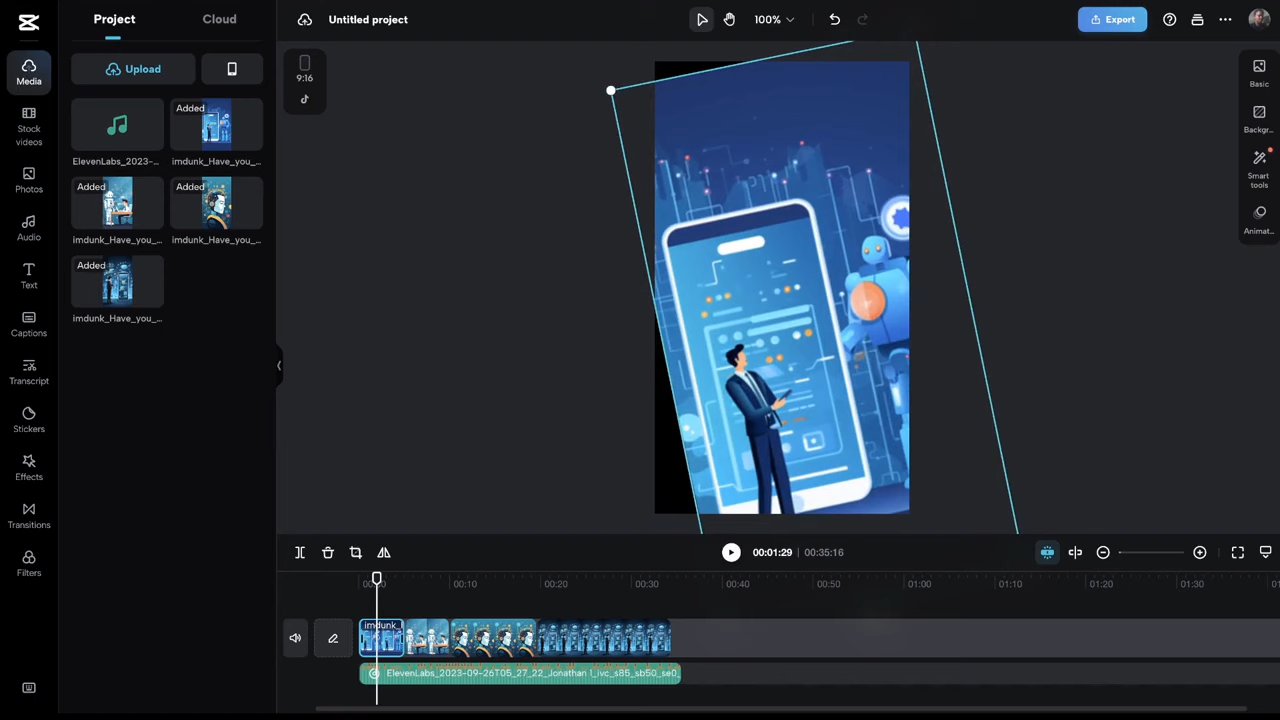 Project
Cloud
Untitled project
100%
Export
Media
Upload
9:16
Basic
Stock
videos
Added
Backgr...
ElevenLabs_2023-...
imdunk_Have_you_...
Photos
Added
Added
Smart
tools
Audio
imdunk_Have_you_...
imdunk_Have_you_...
Animat...
Text
Added
imdunk_Have_you_...
Captions
Transcript
Stickers
Effects
Transitions
Filters
00:01:29 | 00:35:16
00:10
00:20
00:30
00:40
00:50
01:00
01:10
01:20
01:30
imdunk_
ElevenLabs_2023-09-26T05_27_22_Jonathan 1_ivc_s85_sb50_se0_